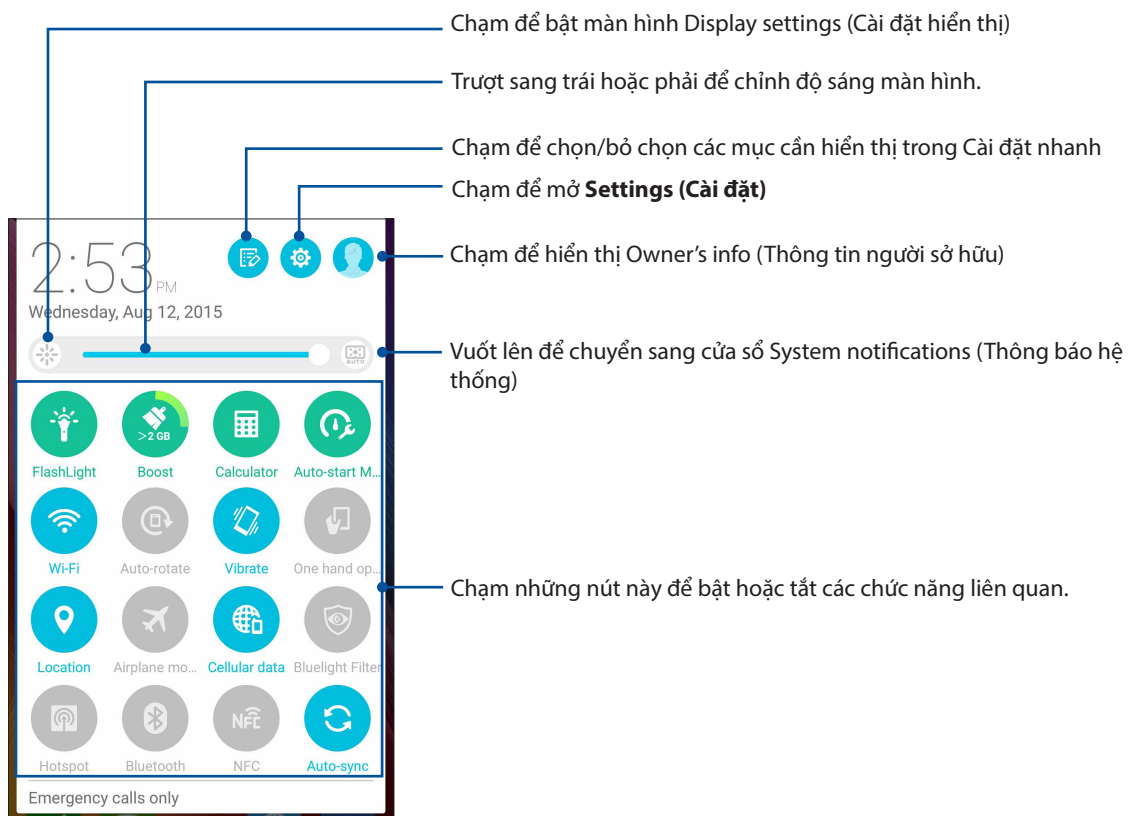 Chạm để bật màn hình Display settings (Cài đặt hiển thị)
Trượt sang trái hoặc phải để chỉnh độ sáng màn hình.
Chạm để chọn/bỏ chọn các mục cần hiển thị trong Cài đặt nhanh
Chạm để mở Settings (Cài đặt)
2:53 PM
Chạm để hiển thị Owner's info (Thông tin người sở hữu)
Wednesday, Aug 12, 2015
AUTO
Vuốt lên để chuyển sang cửa sổ System notifications (Thông báo hệ
thống)
>2 GB
FlashLight Boost Calculator Auto-start M...
Wi-Fi Auto-rotate Vibrate One hand op...
Chạm những nút này để bật hoặc tắt các chức năng liên quan.
Location Airplane mo... Cellular data Bluelight Filter
NFC
Hotspot Bluetooth NFC Auto-sync
Emergency calls only